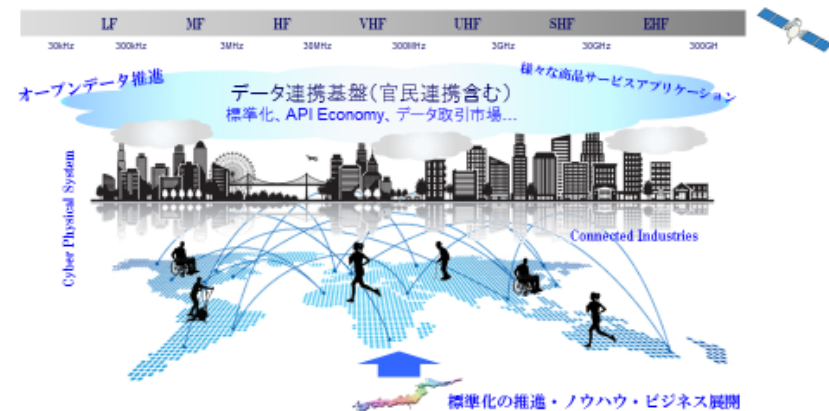 LF MF HF VHF UHF SHF EHF
30kHz 300kHz 3MHz 30MHz 300MHz 3GHz 30GHz 300GH
オープンデータ推進
様々な商品サービスアプリケーション
データ連携基盤(官民連携含む)
標準化、API Economy、データ取引市場...
Cyber Physical System
Connected Industries
標準化の推進・ノウハウ・ビジネス展開